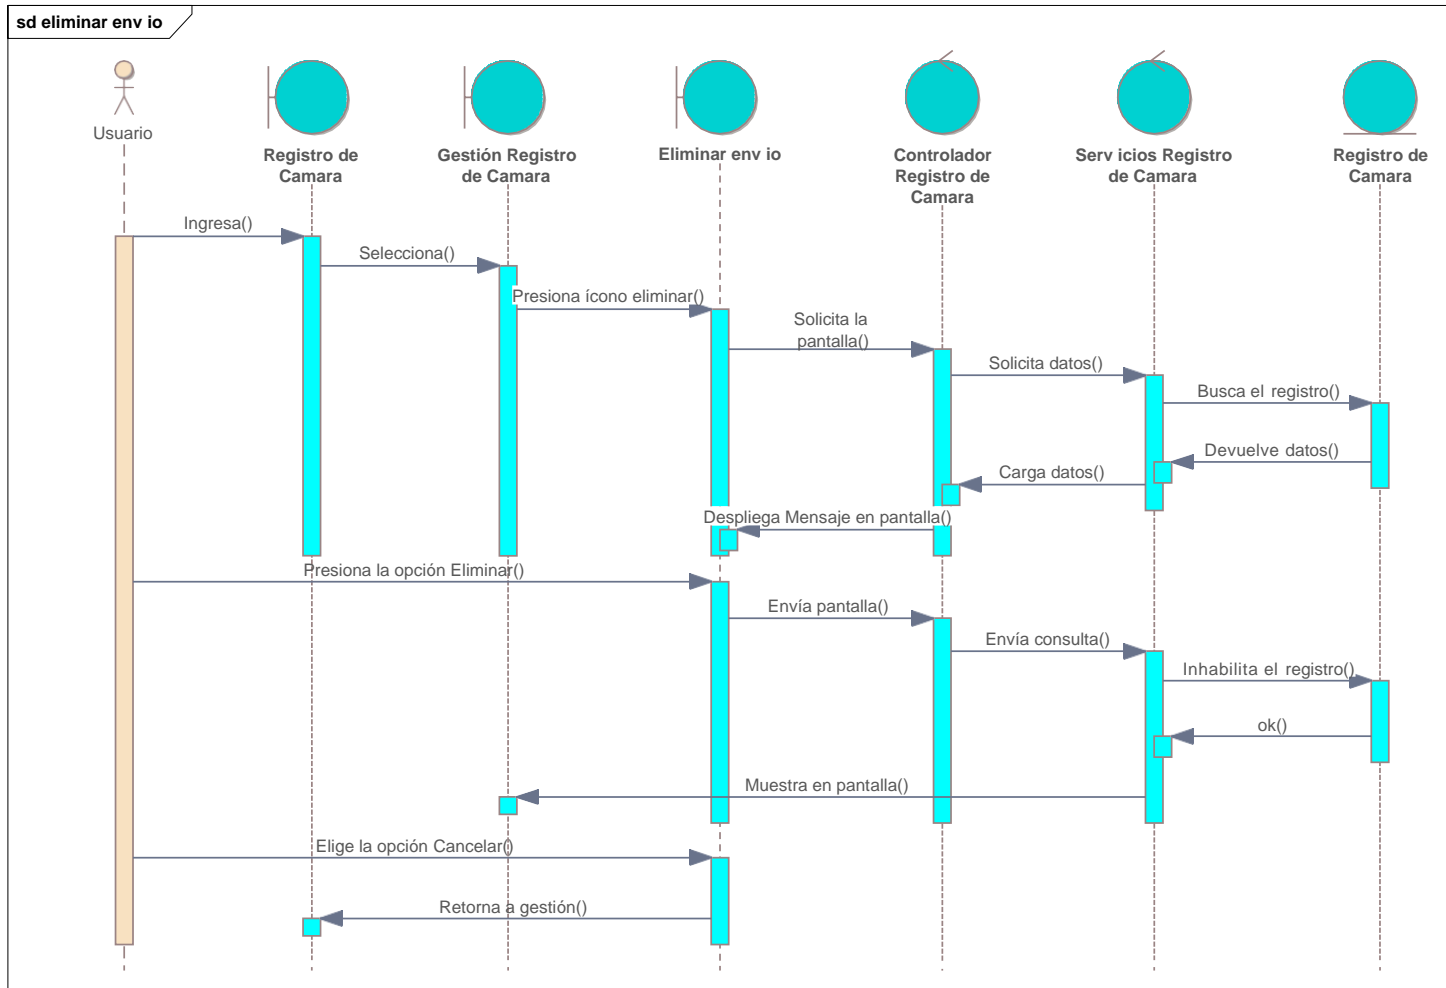 sd eliminar env io
Usuario
Registro de
Camara
Gestión Registro
de Camara
Eliminar env io
Controlador
Registro de
Camara
Serv icios Registro
de Camara
Registro de
Camara
Ingresa()
Selecciona()
Presiona ícono eliminar()
Solicita la
pantalla()
Solicita datos()
Busca el registro()
Devuelve datos()
Carga datos()
Despliega Mensaje en pantalla()
Presiona la opción Eliminar()
Envía pantalla()
Envía consulta()
Inhabilita el registro()
ok()
Muestra en pantalla()
Elige la opción Cancelar()
Retorna a gestión()